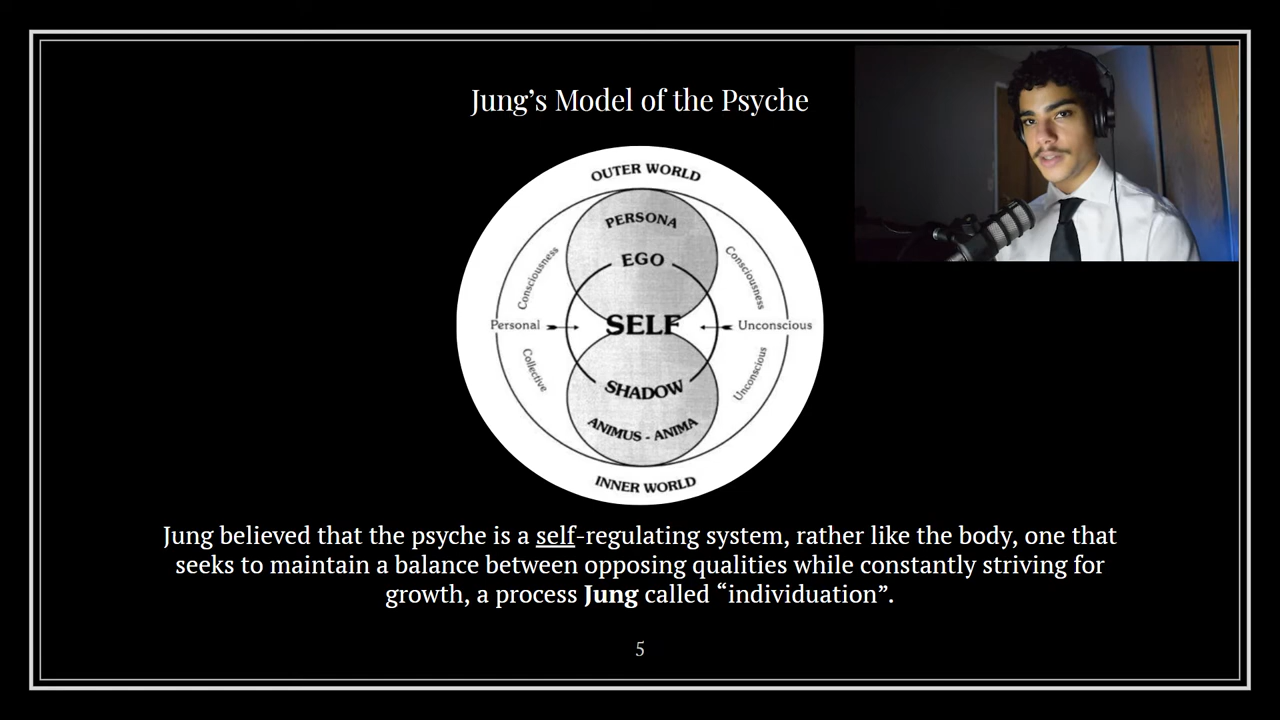 Jung’s Model of the Psyche
OUTER WORLD
PERSONA
EGO
Consciousness
Consciousness
Personal
SELF
Unconscious
Collective
Unconscious
SHADOW
ANIMUS - ANIMA
INNER WORLD
Jung believed that the psyche is a self-regulating system, rather like the body, one that
seeks to maintain a balance between opposing qualities while constantly striving for
growth, a process Jung called “individuation”.
5